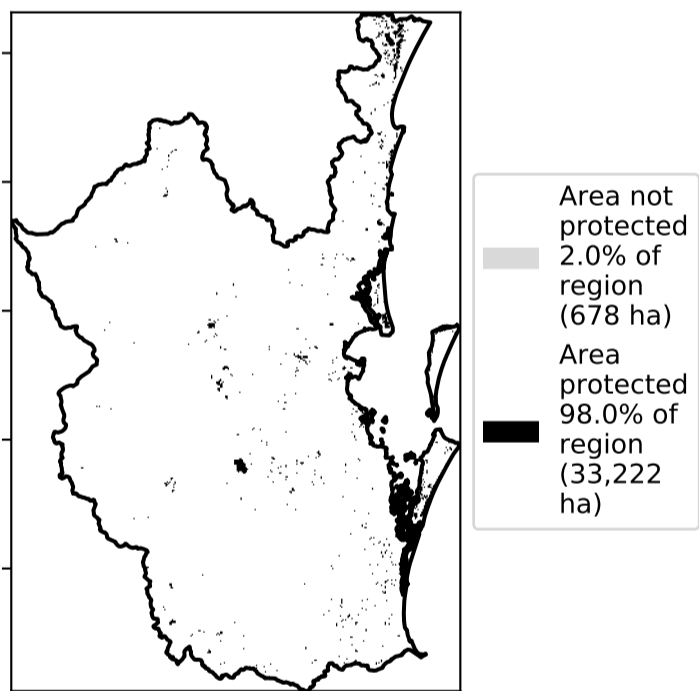 Area not
protected
2.0% of
region
(678 ha)
Area
protected
98.0% of
region
(33,222
ha)